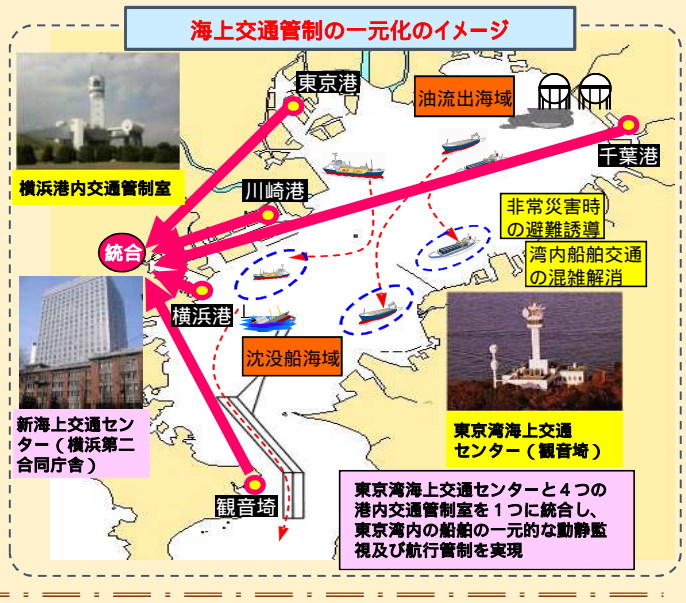 海上交通管制の一元化のイメージ
東京港
油流出海域
千葉港
横浜港内交通管制室
川崎港
非常災害時
の避難誘導
統合
湾内船舶交通
の混雑解消
横浜港
沈没船海域
新海上交通セン
ター（横浜第二
合同庁舎）
東京湾海上交通
センター（観音埼）
観音埼
東京湾海上交通センターと４つの
港内交通管制室を１つに統合し、
東京湾内の船舶の一元的な動静監
視及び航行管制を実現